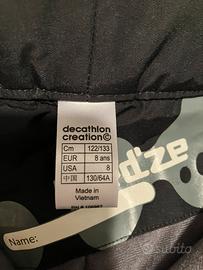 decathlon
creation©
Cm 122/133
EUR 8 ans
USA 8
中国 130/64A
Made in
Vietnam
d'ze
Name:
subito